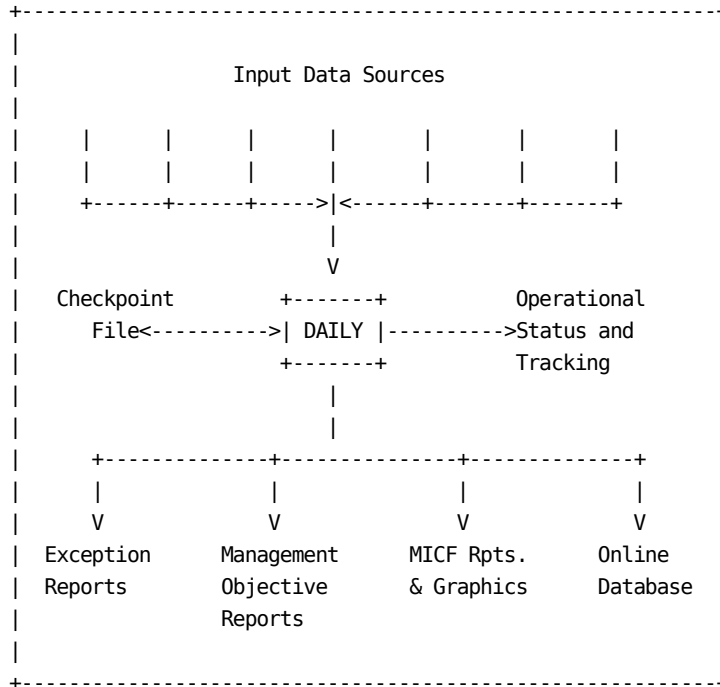 Input Data Sources
V
Checkpoint Operational
File<---------->| DAILY |---------->Status and
Tracking
V V V V
Exception Management MICF Rpts. Online
Reports Objective & Graphics Database
Reports